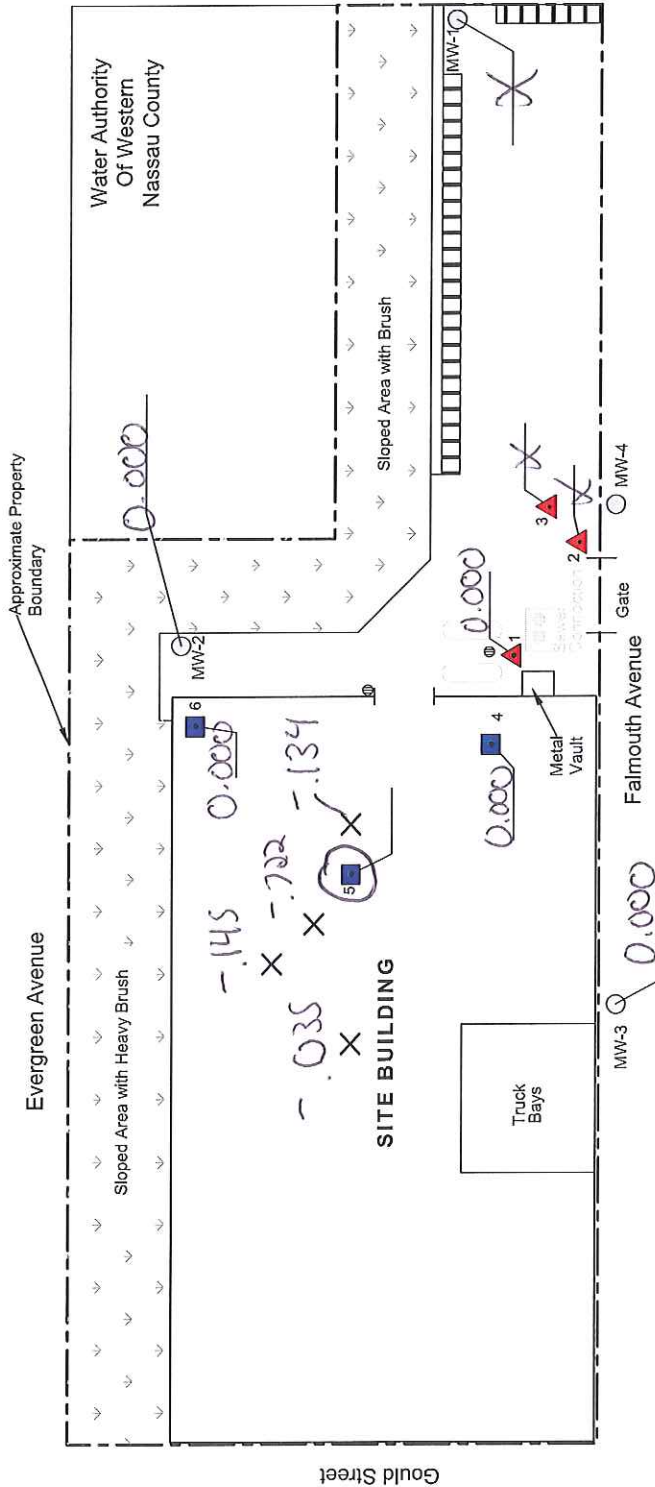 Evergreen Avenue
Approximate Property
Boundary
Sloped Area with Heavy Brush
Water Authority
Of Western
Nassau County
0.000
MW-2
6
0.000
-.145
-.722
-.134
5
-.035
SITE BUILDING
Sloped Area with Brush
MW-1
X
X
3
X
2
MW-4
0.000
1
Sewer
Connection
4
0.000
Metal
Vault
Gate
Truck
Bays
Falmouth Avenue
MW-3
0.000
Gould Street